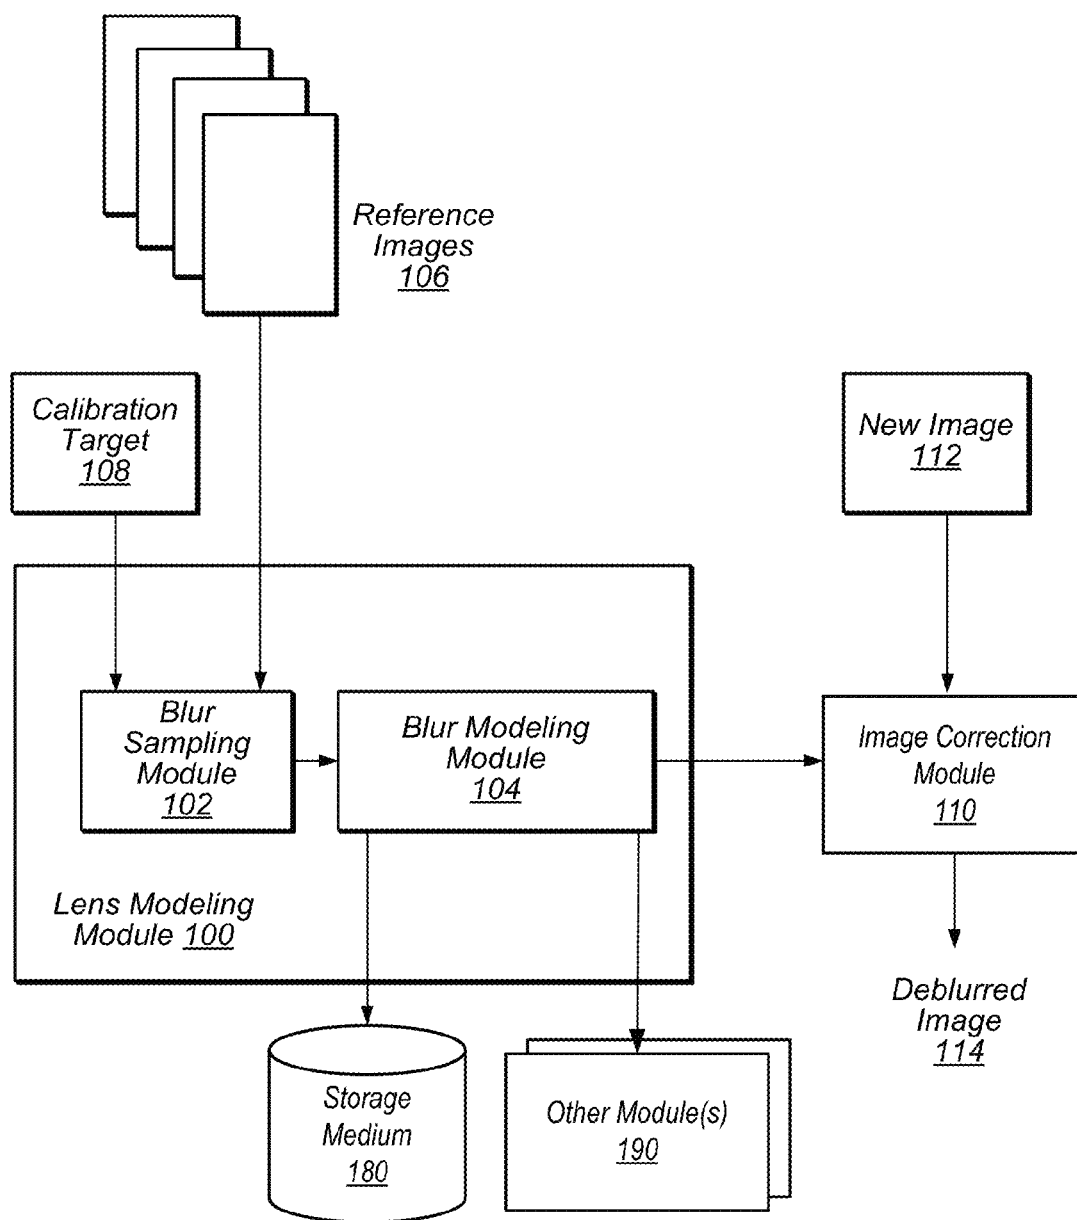 Reference
Images
106
Calibration
Target
108
New Image
112
Blur
Sampling
Module
102
Blur Modeling
Module
104
Image Correction
Module
110
Lens Modeling
Module 100
Deblurred
Image
114
Storage
Medium
180
Other Module(s)
190